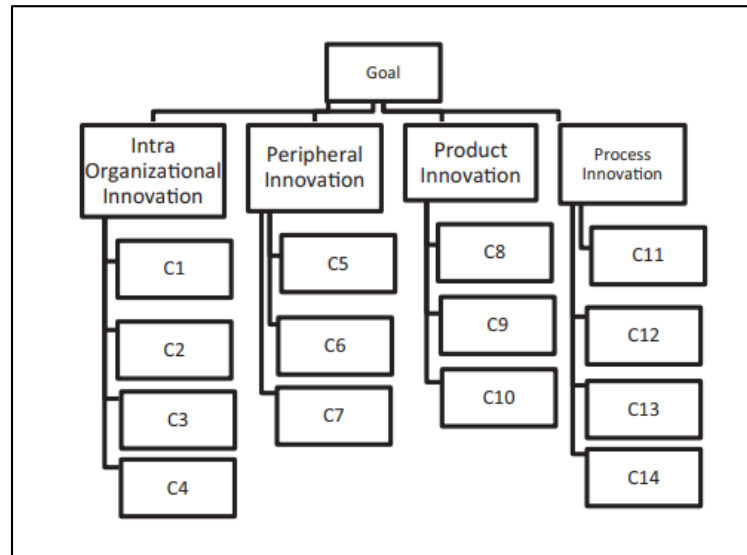 Goal
Intra
Organizational
Innovation
Peripheral
Innovation
Product
Innovation
Process
Innovation
C1
C2
C3
C4
C5
C6
C7
C8
C9
C10
C11
C12
C13
C14